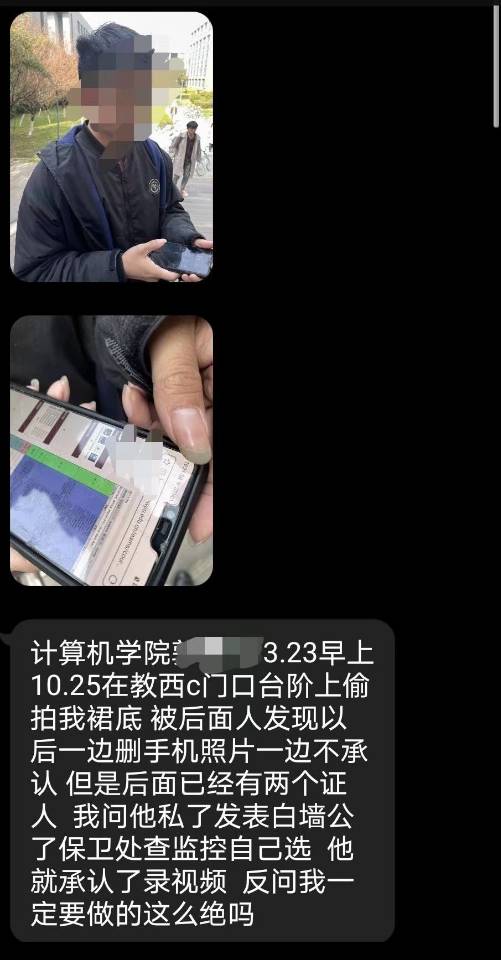 计算机学院 3.23早上
10.25在教西c门口台阶上偷
拍我裙底 被后面人发现以
后一边删手机照片一边不承
认 但是后面已经有两个证
人 我问他私了发表白墙公
了保卫处查监控自己选 他
就承认了录视频 反问我一
定要做的这么绝吗